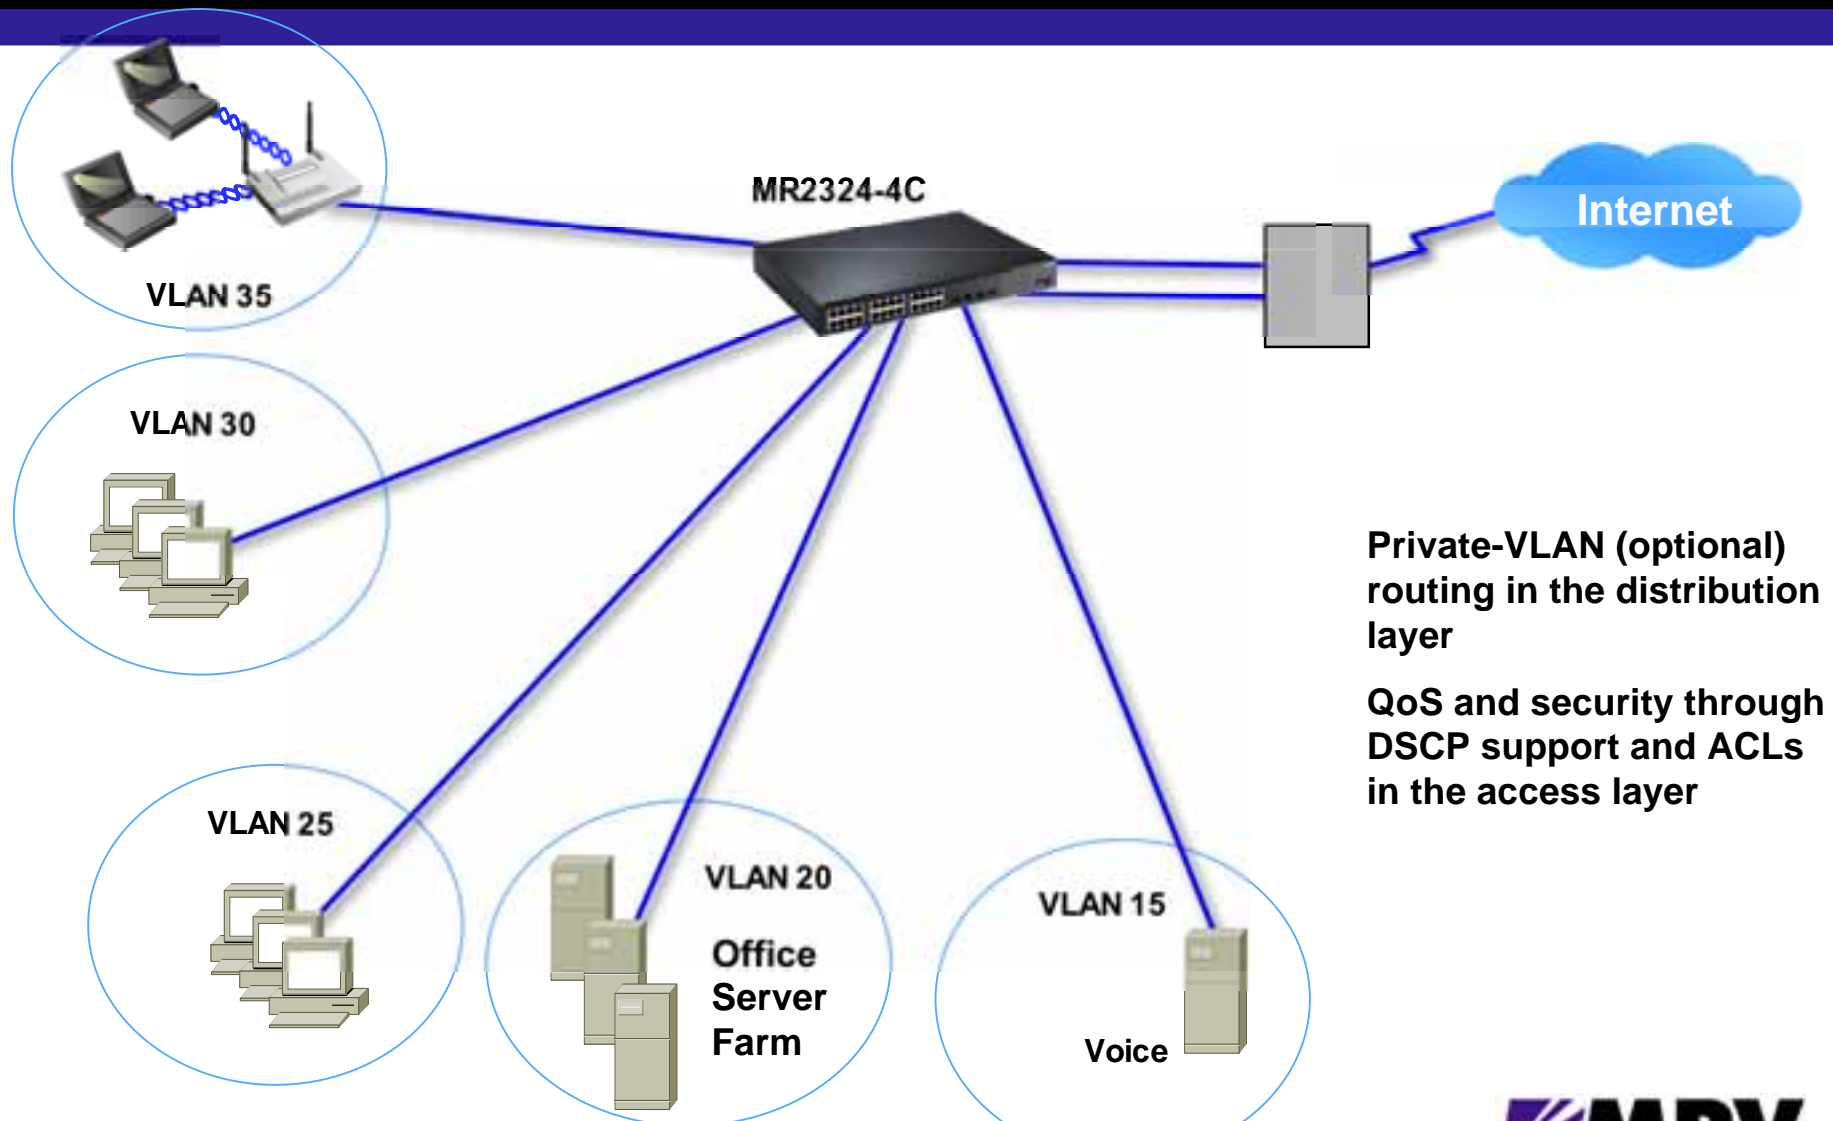 MR2324-4C
Internet
VLAN 35
VLAN 30
Private-VLAN (optional)
routing in the distribution
layer
QoS and security through
DSCP support and ACLs
in the access layer
VLAN 25
VLAN 20
Office
Server
Farm
VLAN 15
Voice